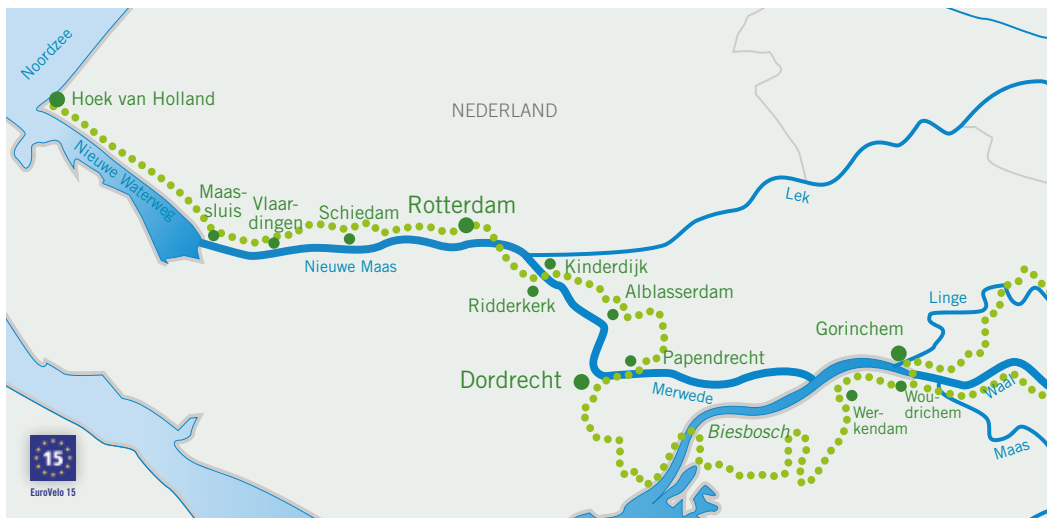 Noordzee
Hoek van Holland
NEDERLAND
Nieuwe Waterweg
Maas-
sluis
Vlaar-
dingen
Schiedam
Rotterdam
Lek
Nieuwe Maas
Kinderdijk
Ridderkerk
Alblasserdam
Linge
Gorinchem
Papendrecht
Dordrecht
Merwede
Waal
Wou-
drichem
Wer-
kendam
Biesbosch
Maas
15
EuroVelo 15